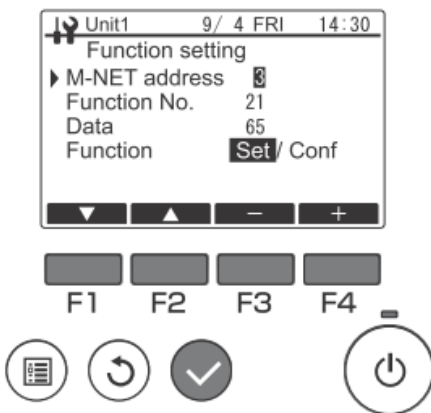 Unit1 9/ 4 FRI 14:30
Function setting
M-NET address 3
Function No. 21
Data 65
Function Set / Conf
− +
F1 F2 F3 F4